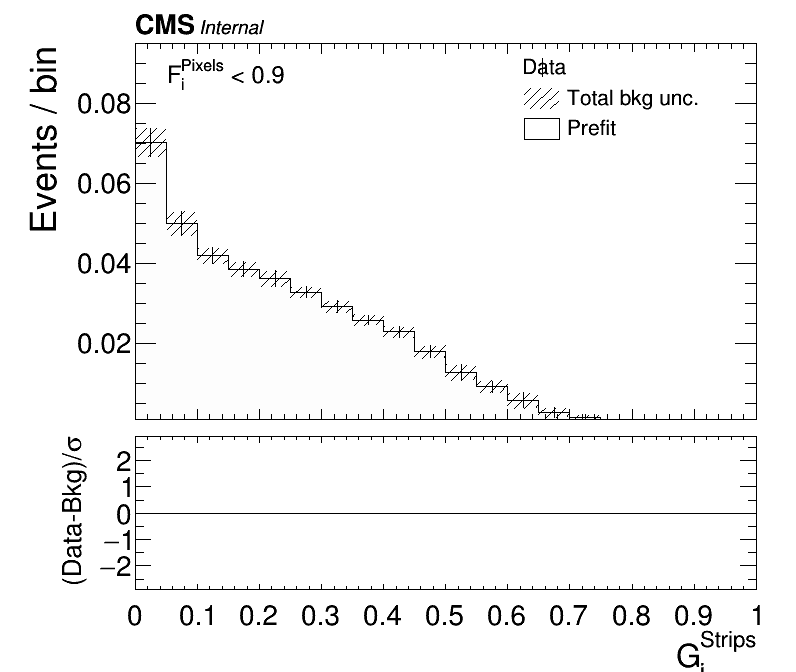 CMS Internal
F_i^Pixels < 0.9
Data
Total bkg unc.
Prefit
Events / bin
0.08
0.06
0.04
0.02
(Data-Bkg)/σ
2
1
0
−1
−2
0 0.1 0.2 0.3 0.4 0.5 0.6 0.7 0.8 0.9 1
G_i^Strips